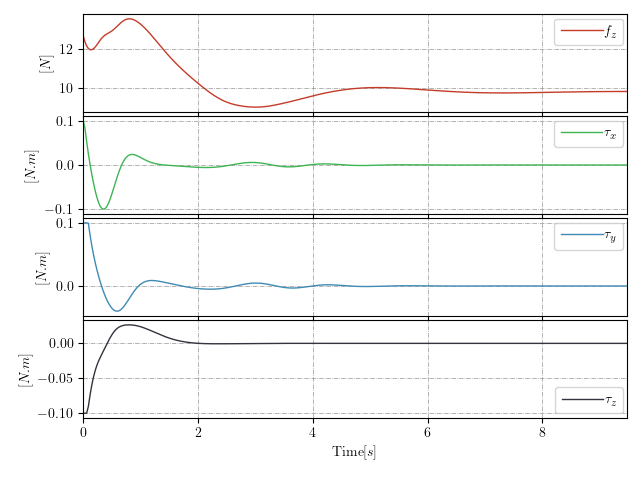 12
10
[N]
f_z
0.1
0.0
−0.1
[N.m]
τ_x
0.1
0.0
[N.m]
τ_y
0.00
−0.05
−0.10
[N.m]
τ_z
0 2 4 6 8
Time[s]